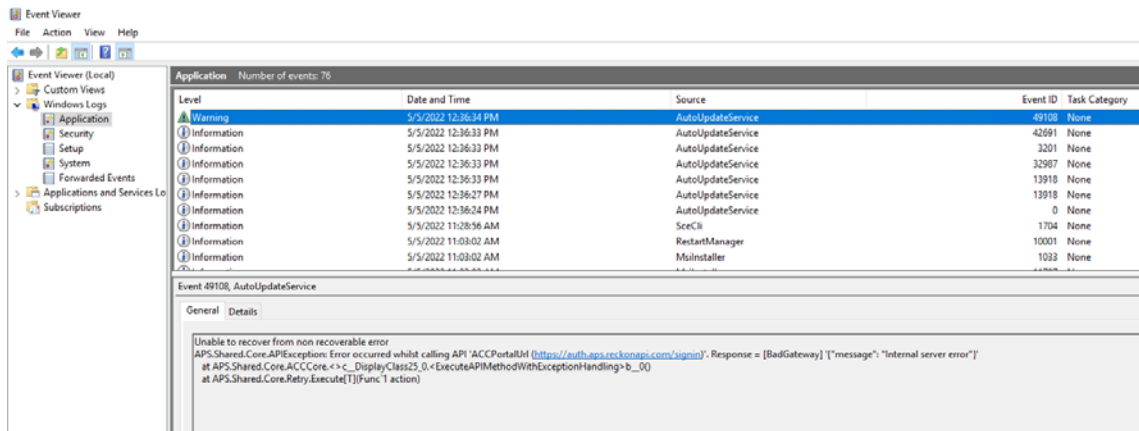 Event Viewer
File Action View Help
Event Viewer (Local)
Custom Views
Windows Logs
Application
Security
Setup
System
Forwarded Events
Applications and Services Lo
Subscriptions
Application Number of events: 76
Level Date and Time Source Event ID Task Category
Warning 5/5/2022 12:36:34 PM AutoUpdateService 49108 None
Information 5/5/2022 12:36:33 PM AutoUpdateService 42691 None
Information 5/5/2022 12:36:33 PM AutoUpdateService 3201 None
Information 5/5/2022 12:36:33 PM AutoUpdateService 32987 None
Information 5/5/2022 12:36:33 PM AutoUpdateService 13918 None
Information 5/5/2022 12:36:27 PM AutoUpdateService 13918 None
Information 5/5/2022 12:36:24 PM AutoUpdateService 0 None
Information 5/5/2022 11:28:56 AM SceCli 1704 None
Information 5/5/2022 11:03:02 AM RestartManager 10001 None
Information 5/5/2022 11:03:02 AM MsiInstaller 1033 None
Event 49108, AutoUpdateService
General Details
Unable to recover from non recoverable error
APS.Shared.Core.APIException: Error occurred whilst calling API 'ACCPortalUrl (https://auth.aps.reckonapi.com/signin)'. Response = [BadGateway] '{"message": "Internal server error"}'
at APS.Shared.Core.ACCCore.<>c__DisplayClass25_0.<ExecuteAPIMethodWithExceptionHandling>b__0()
at APS.Shared.Core.Retry.Execute[T](Func`1 action)